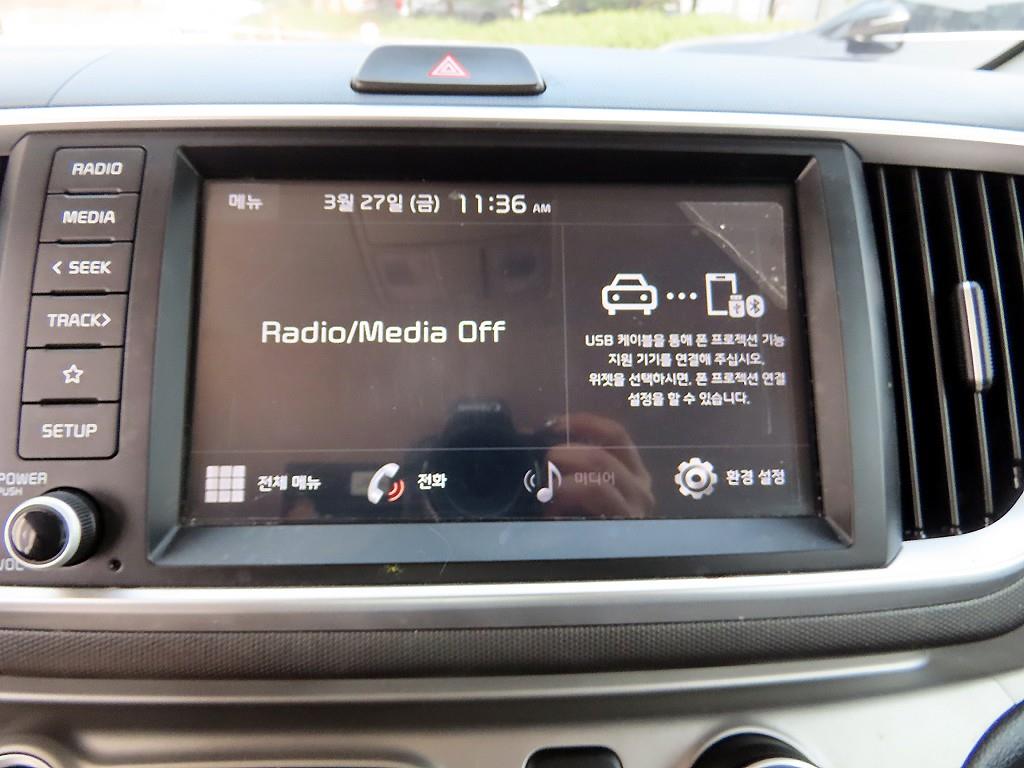 RADIO
MEDIA
< SEEK
TRACK>
SETUP
POWER
PUSH
VOL
메뉴 3월 27일 (금) 11:36 AM
Radio/Media Off
USB 케이블을 통해 폰 프로젝션 기능
지원 기기를 연결해 주십시오.
위젯을 선택하시면, 폰 프로젝션 연결
설정을 할 수 있습니다.
전체 메뉴 전화 미디어 환경 설정